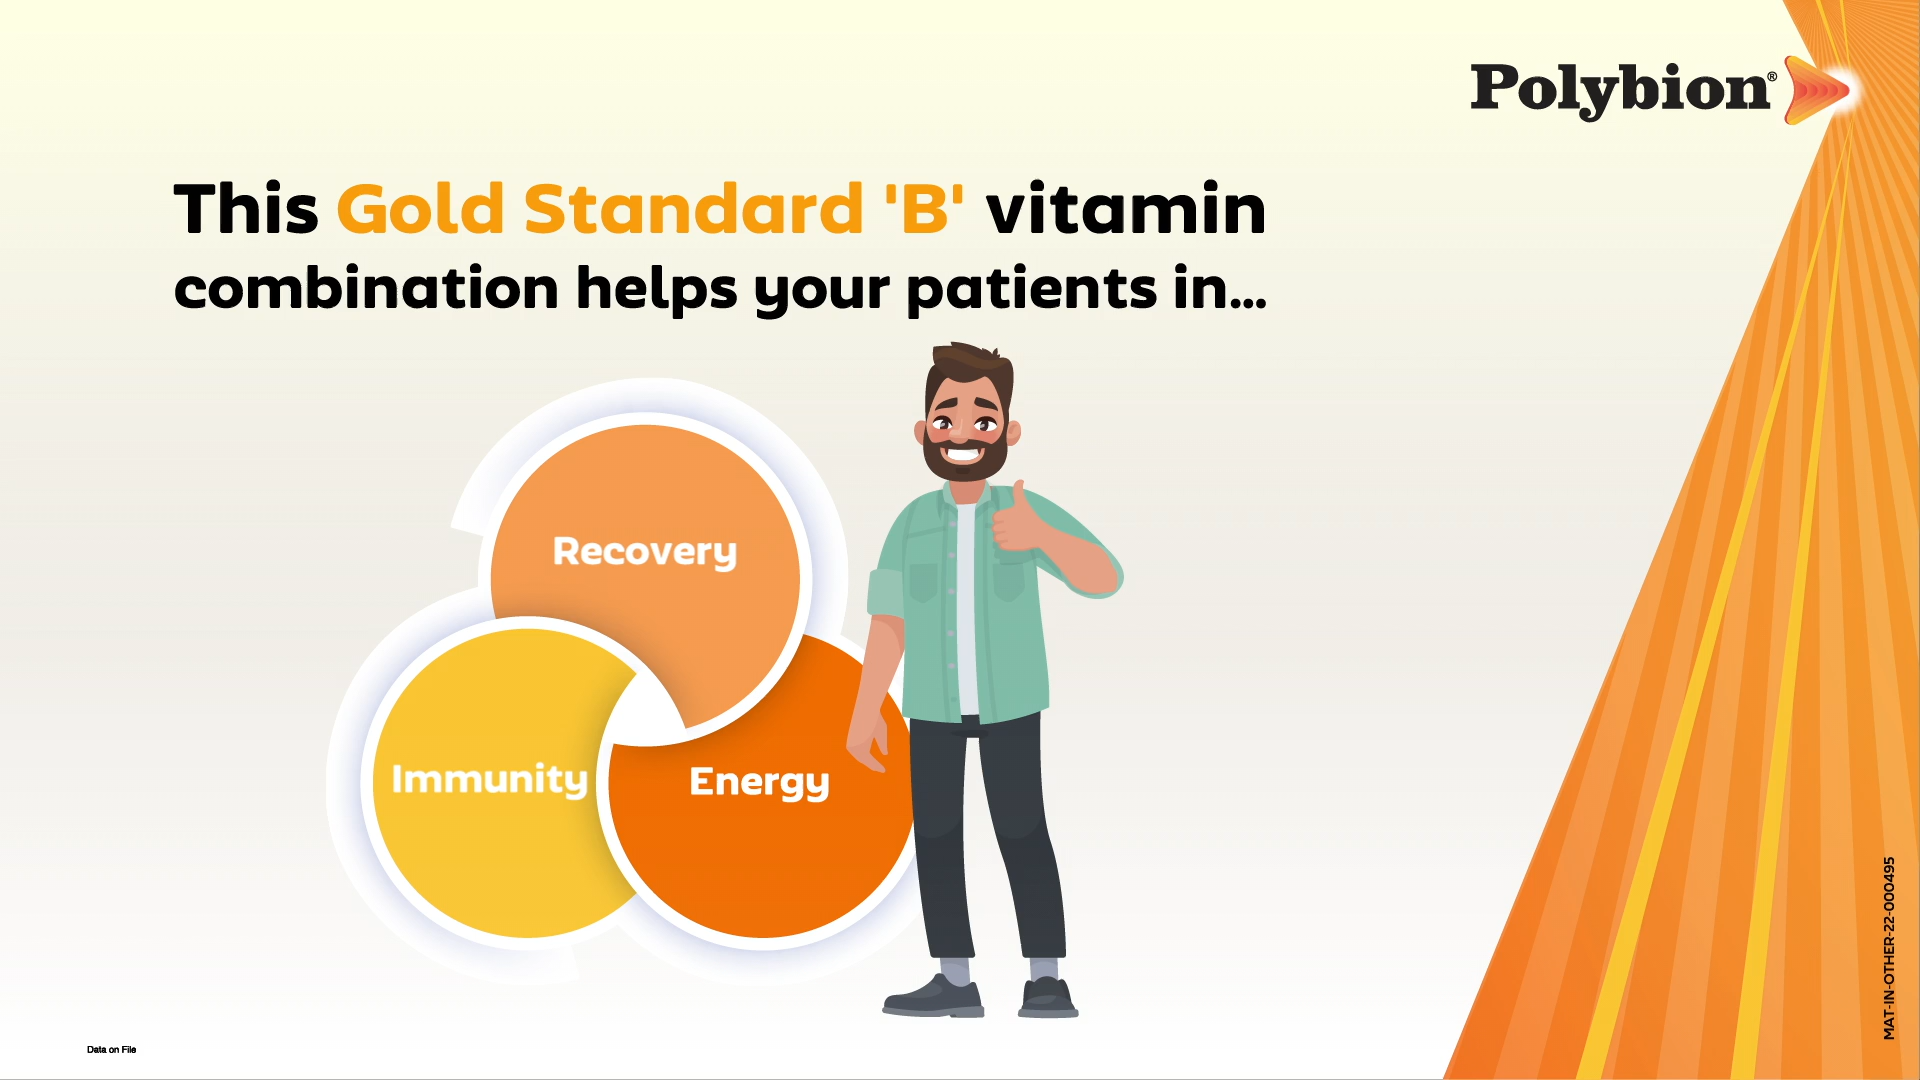 Polybion®
This Gold Standard 'B' vitamin
combination helps your patients in...
Recovery
Immunity
Energy
Data on File
MAT-IN-OTHER-22-000495